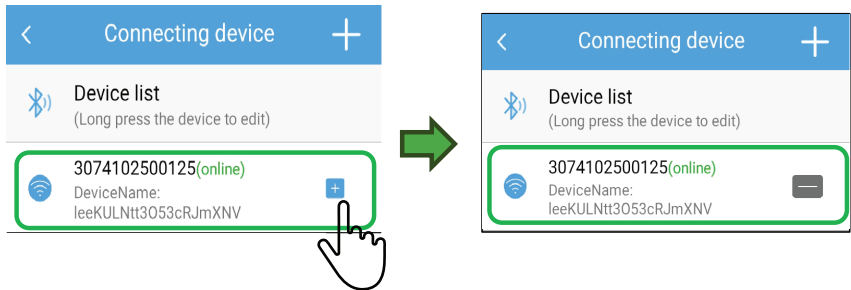 Connecting device
Device list
(Long press the device to edit)
3074102500125(online)
DeviceName:
leeKULNtt3O53cRJmXNV
Connecting device
Device list
(Long press the device to edit)
3074102500125(online)
DeviceName:
leeKULNtt3O53cRJmXNV